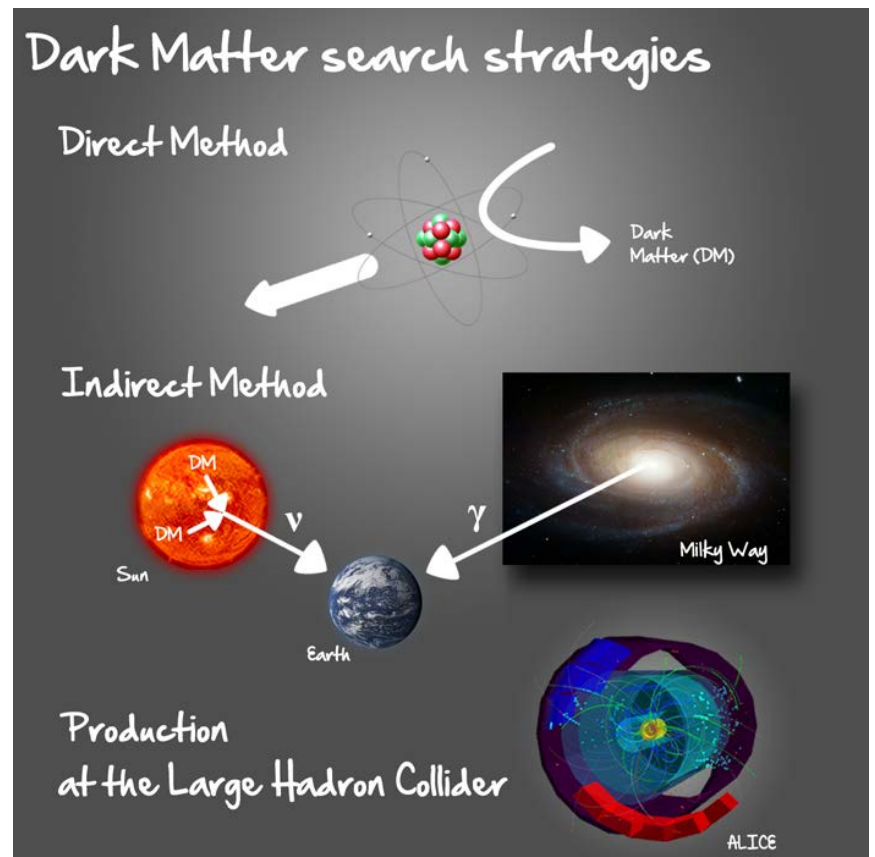 Dark Matter search strategies
Direct Method
Dark
Matter (DM)
Indirect Method
DM
DM
ν
γ
Sun
Milky Way
Earth
Production
at the Large Hadron Collider
ALICE